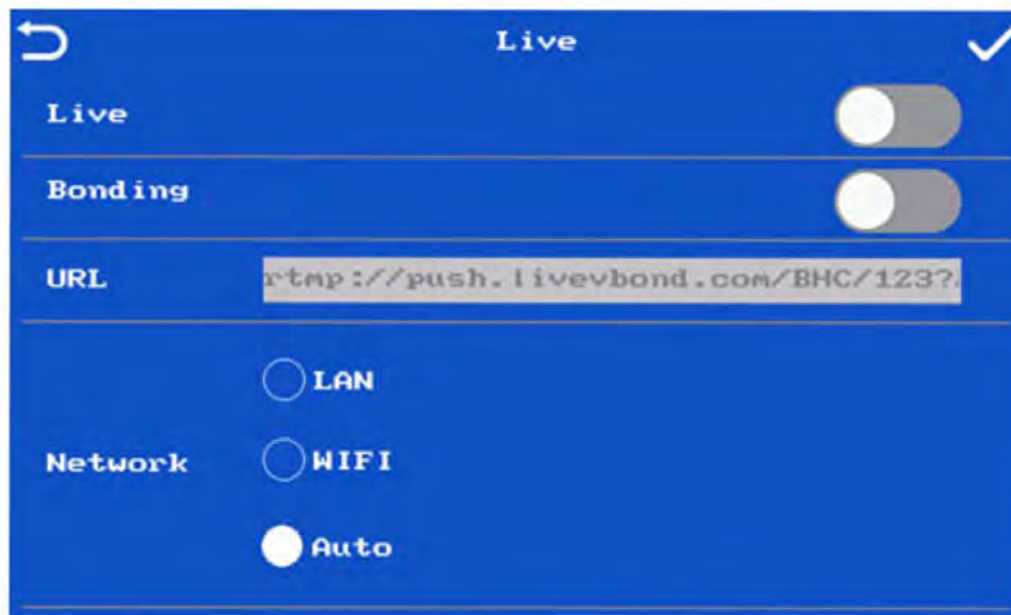 Live
Live
Bonding
URL rtmp://push.livevbond.com/BHC/123?
LAN
Network WIFI
Auto